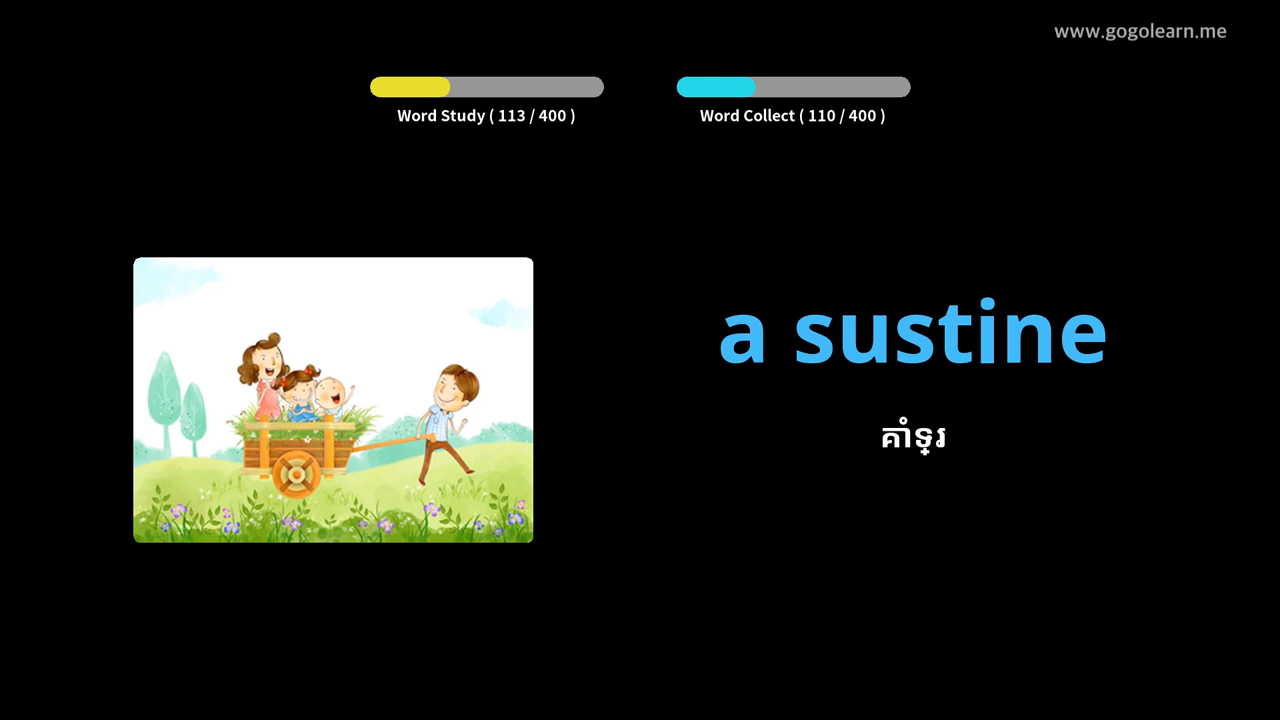 www.gogolearn.me
Word Study ( 113 / 400 )
Word Collect ( 110 / 400 )
a sustine
គាំទ្រ